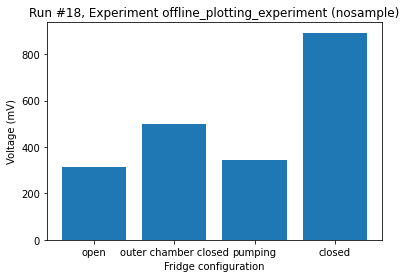 Run #18, Experiment offline_plotting_experiment (nosample)
800
600
400
200
0
Voltage (mV)
open
outer chamber closed
pumping
closed
Fridge configuration